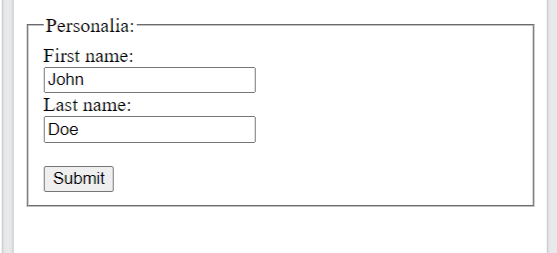 Personalia:
First name:
John
Last name:
Doe
Submit